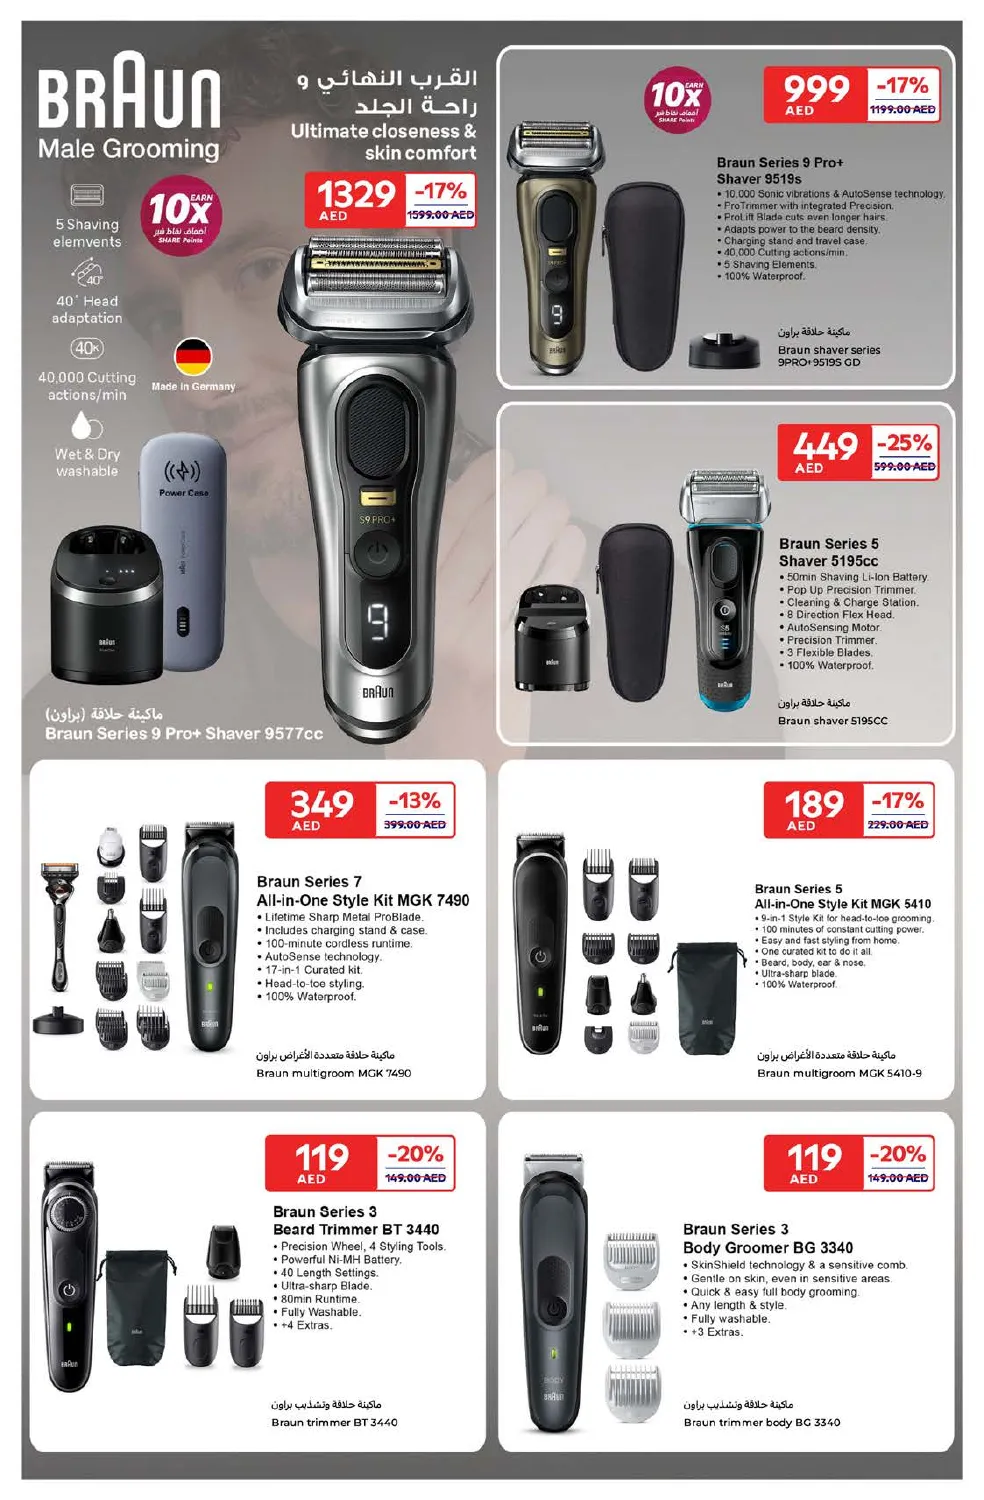 BRAUN
Male Grooming
القرب النهائي و
راحة الجلد
Ultimate closeness &
skin comfort
1329
AED
-17%
1599.00 AED
EARN
10x
أضعاف نقاط شير
SHARE Points
5 Shaving
elemvents
40°
40° Head
adaptation
40K
40,000 Cutting
actions/min
Wet & Dry
washable
Made in Germany
Power Case
S9 PRO+
9
BRAUN
BRAUN
ماكينة حلاقة (براون)
Braun Series 9 Pro+ Shaver 9577cc
EARN
10x
أضعاف نقاط شير
SHARE Points
999
AED
-17%
1199.00 AED
Braun Series 9 Pro+
Shaver 9519s
• 10,000 Sonic vibrations & AutoSense technology.
• ProTrimmer with integrated Precision.
• ProLift Blade cuts even longer hairs.
• Adapts power to the beard density.
• Charging stand and travel case.
• 40,000 Cutting actions/min.
• 5 Shaving Elements.
• 100% Waterproof.
9
BRAUN
ماكينة حلاقة براون
Braun shaver series
9PRO+9519S GD
449
AED
-25%
599.00 AED
Braun Series 5
Shaver 5195cc
• 50min Shaving Li-Ion Battery.
• Pop Up Precision Trimmer.
• Cleaning & Charge Station.
• 8 Direction Flex Head.
• AutoSensing Motor.
• Precision Trimmer.
• 3 Flexible Blades.
• 100% Waterproof.
S5
BRAUN
BRAUN
ماكينة حلاقة براون
Braun shaver 5195CC
349
AED
-13%
399.00 AED
Braun Series 7
All-in-One Style Kit MGK 7490
• Lifetime Sharp Metal ProBlade.
• Includes charging stand & case.
• 100-minute cordless runtime.
• AutoSense technology.
• 17-in-1 Curated kit.
• Head-to-toe styling.
• 100% Waterproof.
BRAUN
ماكينة حلاقة متعددة الأغراض براون
Braun multigroom MGK 7490
189
AED
-17%
229.00 AED
Braun Series 5
All-in-One Style Kit MGK 5410
• 9-in-1 Style Kit for head-to-toe grooming.
• 100 minutes of constant cutting power.
• Easy and fast styling from home.
• One curated kit to do it all.
• Beard, body, ear & nose.
• Ultra-sharp blade.
• 100% Waterproof.
BRAUN
BRAUN
ماكينة حلاقة متعددة الأغراض براون
Braun multigroom MGK 5410-9
119
AED
-20%
149.00 AED
Braun Series 3
Beard Trimmer BT 3440
• Precision Wheel, 4 Styling Tools.
• Powerful Ni-MH Battery.
• 40 Length Settings.
• Ultra-sharp Blade.
• 80min Runtime.
• Fully Washable.
• +4 Extras.
BRAUN
ماكينة حلاقة وتشذيب براون
Braun trimmer BT 3440
119
AED
-20%
149.00 AED
Braun Series 3
Body Groomer BG 3340
• SkinShield technology & a sensitive comb.
• Gentle on skin, even in sensitive areas.
• Quick & easy full body grooming.
• Any length & style.
• Fully washable.
• +3 Extras.
BODY
BRAUN
ماكينة حلاقة وتشذيب براون
Braun trimmer body BG 3340